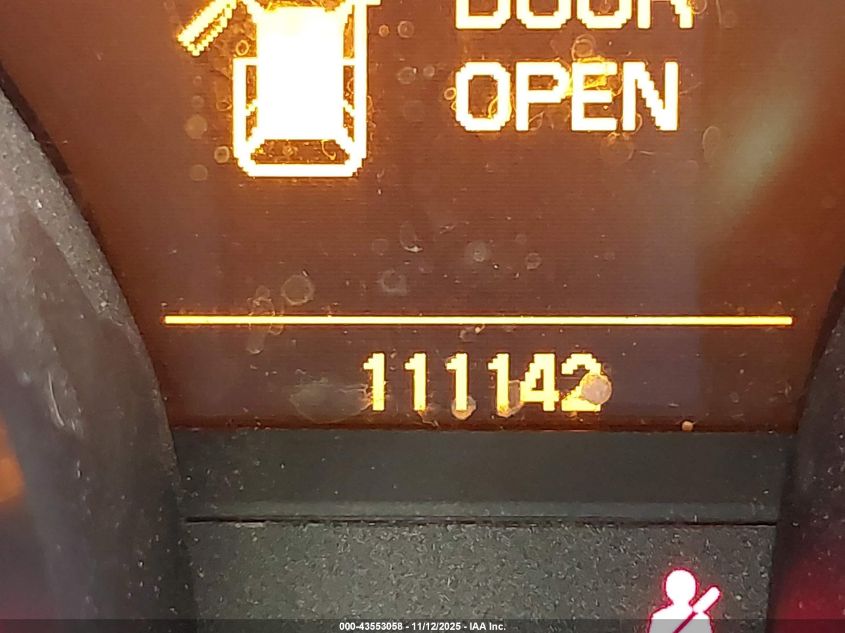 DOOR
OPEN
111142
000-43553058 - 11/12/2025 - IAA Inc.